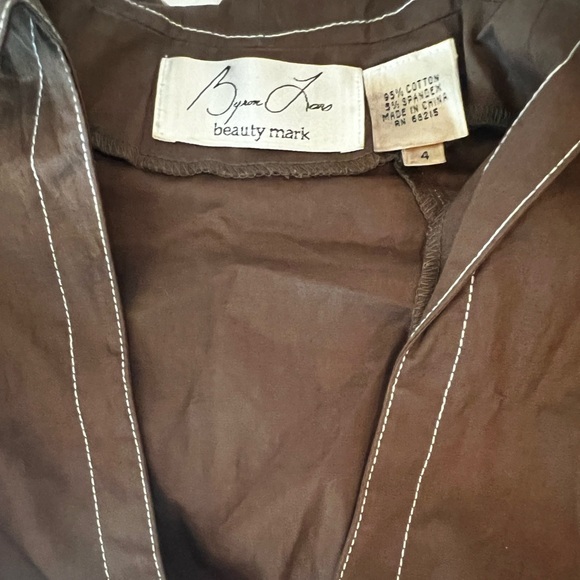 Byron Lars
beauty mark
95% COTTON
5% SPANDEX
MADE IN CHINA
RN 68215
4